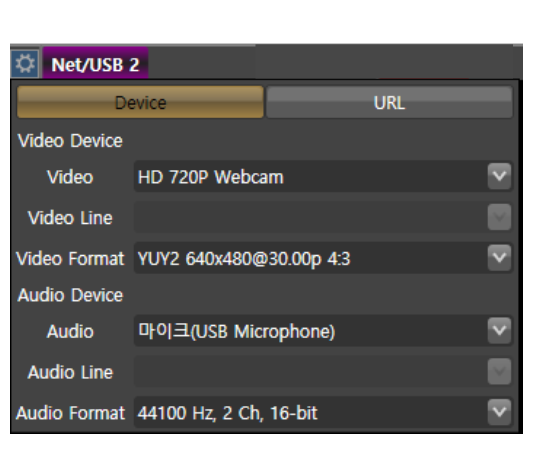 Net/USB 2
Device URL
Video Device
Video HD 720P Webcam
Video Line
Video Format YUY2 640x480@30.00p 4:3
Audio Device
Audio 마이크(USB Microphone)
Audio Line
Audio Format 44100 Hz, 2 Ch, 16-bit